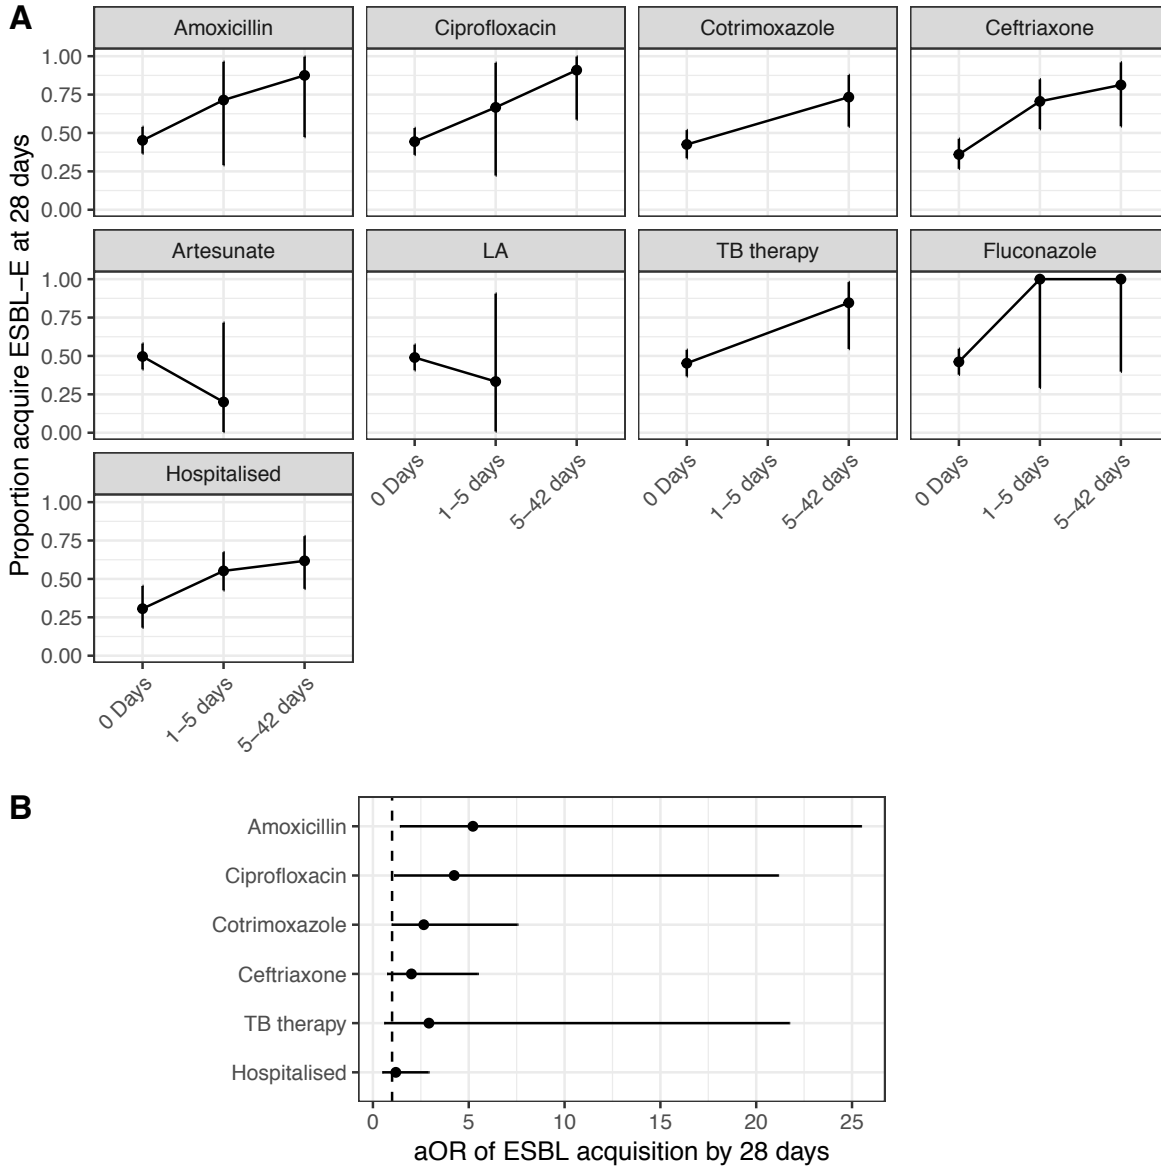 A
Amoxicillin
Ciprofloxacin
Cotrimoxazole
Ceftriaxone
1.00
0.75
0.50
0.25
0.00
Artesunate
LA
TB therapy
Fluconazole
1.00
0.75
0.50
0.25
0.00
Hospitalised
0 Days
1−5 days
5−42 days
0 Days
1−5 days
5−42 days
0 Days
1−5 days
5−42 days
1.00
0.75
0.50
0.25
0.00
0 Days
1−5 days
5−42 days
Proportion acquire ESBL−E at 28 days
B
Amoxicillin
Ciprofloxacin
Cotrimoxazole
Ceftriaxone
TB therapy
Hospitalised
0
5
10
15
20
25
aOR of ESBL acquisition by 28 days